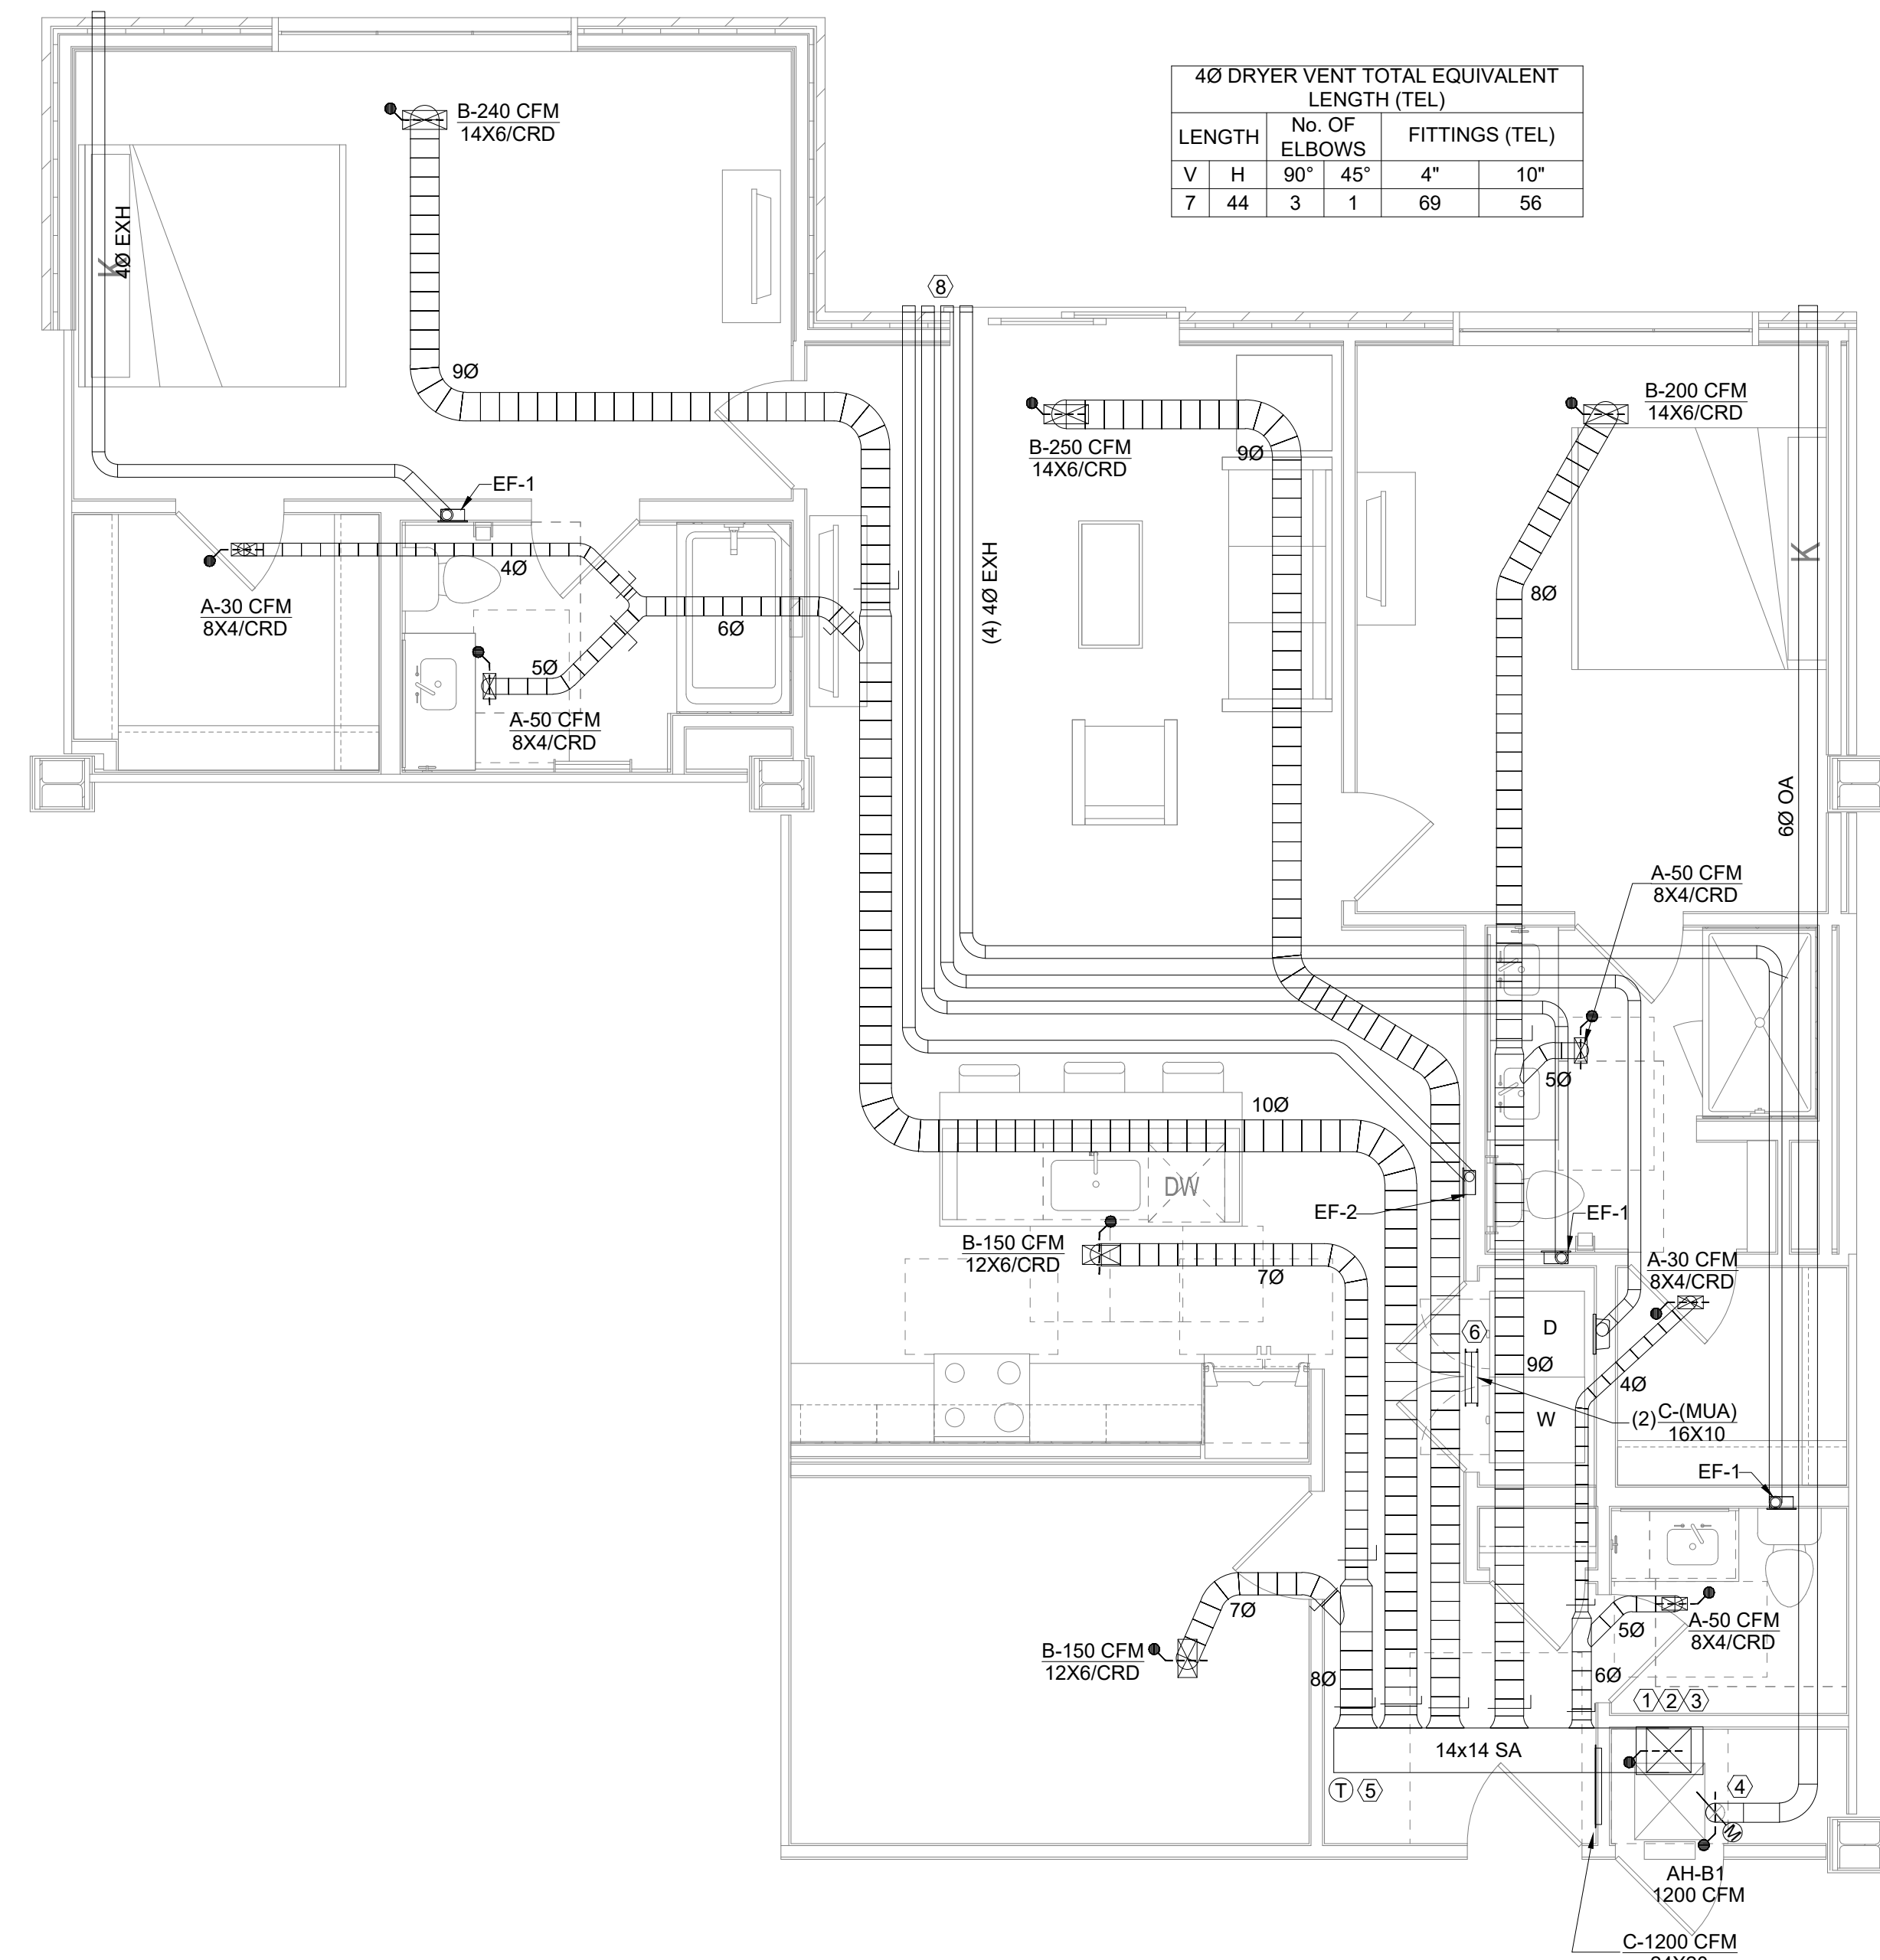 4Ø DRYER VENT TOTAL EQUIVALENT
LENGTH (TEL)
LENGTH
No. OF
ELBOWS
FITTINGS (TEL)
V H 90° 45° 4" 10"
7 44 3 1 69 56
B-240 CFM
14X6/CRD
K
4Ø EXH
8
9Ø
B-250 CFM
14X6/CRD
9Ø
B-200 CFM
14X6/CRD
K
EF-1
4Ø
A-30 CFM
8X4/CRD
6Ø
5Ø
A-50 CFM
8X4/CRD
(4) 4Ø EXH
8Ø
6Ø OA
A-50 CFM
8X4/CRD
5Ø
10Ø
DW
EF-2
EF-1
B-150 CFM
12X6/CRD
7Ø
A-30 CFM
8X4/CRD
6
D
9Ø
4Ø
W
(2) C-(MUA)
16X10
EF-1
7Ø
B-150 CFM
12X6/CRD
8Ø
5Ø
A-50 CFM
8X4/CRD
6Ø
1 2 3
14x14 SA
T 5
4
M
AH-B1
1200 CFM
C-1200 CFM